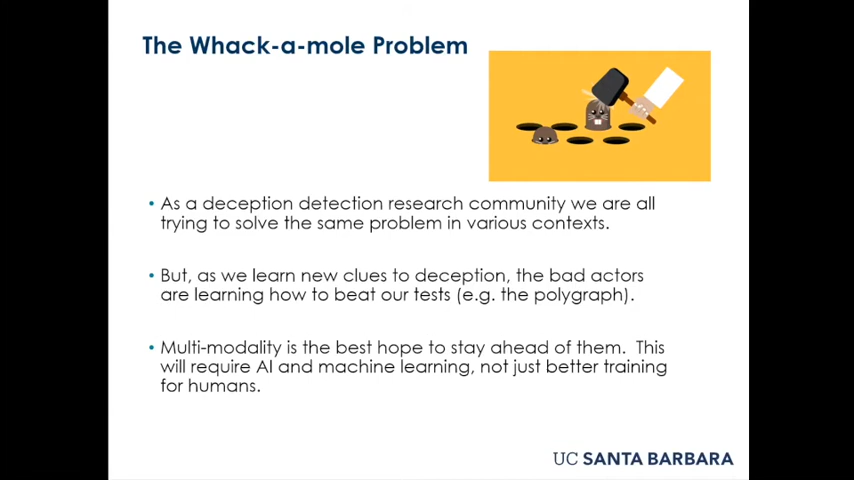 The Whack-a-mole Problem
• As a deception detection research community we are all
trying to solve the same problem in various contexts.
• But, as we learn new clues to deception, the bad actors
are learning how to beat our tests (e.g. the polygraph).
• Multi-modality is the best hope to stay ahead of them.  This
will require AI and machine learning, not just better training
for humans.
UC SANTA BARBARA